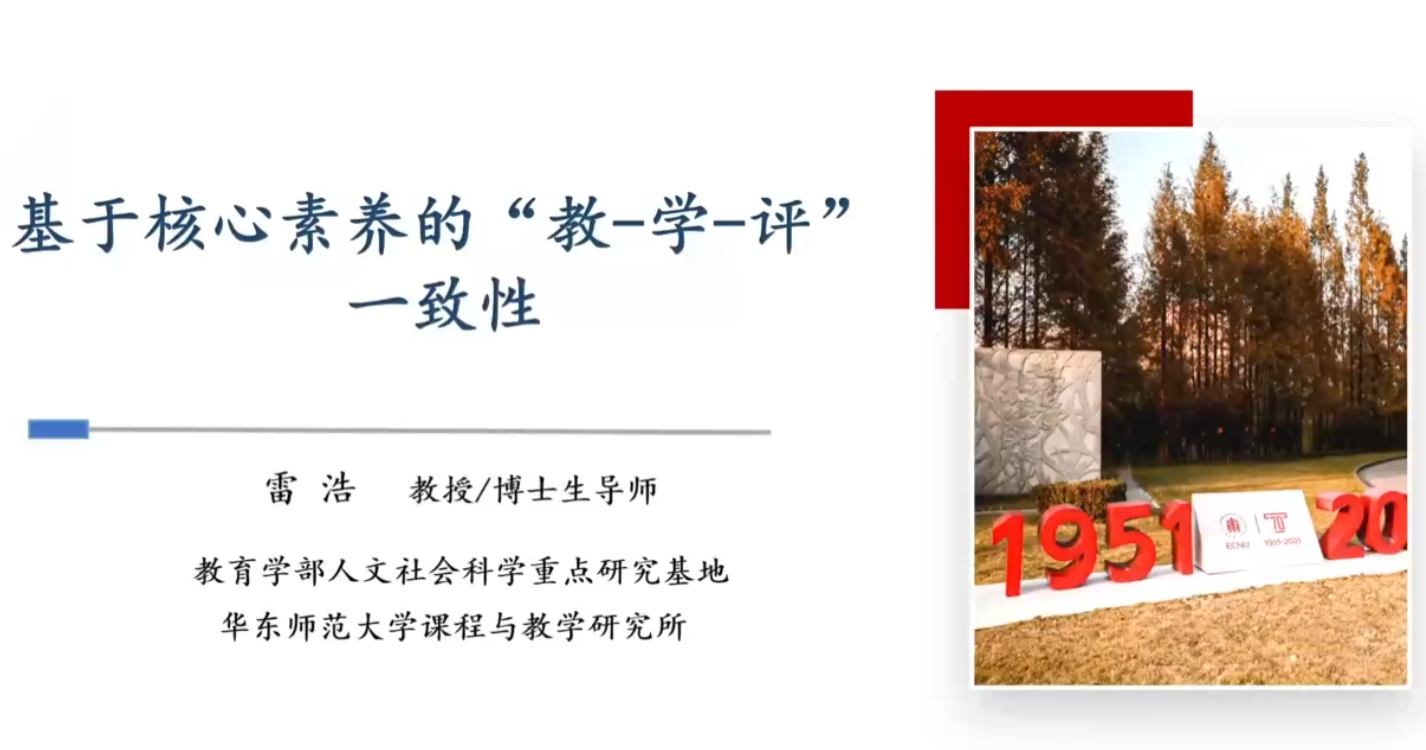 基于核心素养的“教-学-评”
一致性
雷 浩 教授/博士生导师
教育学部人文社会科学重点研究基地
华东师范大学课程与教学研究所
1951
ECNU
70
1951-2021
20